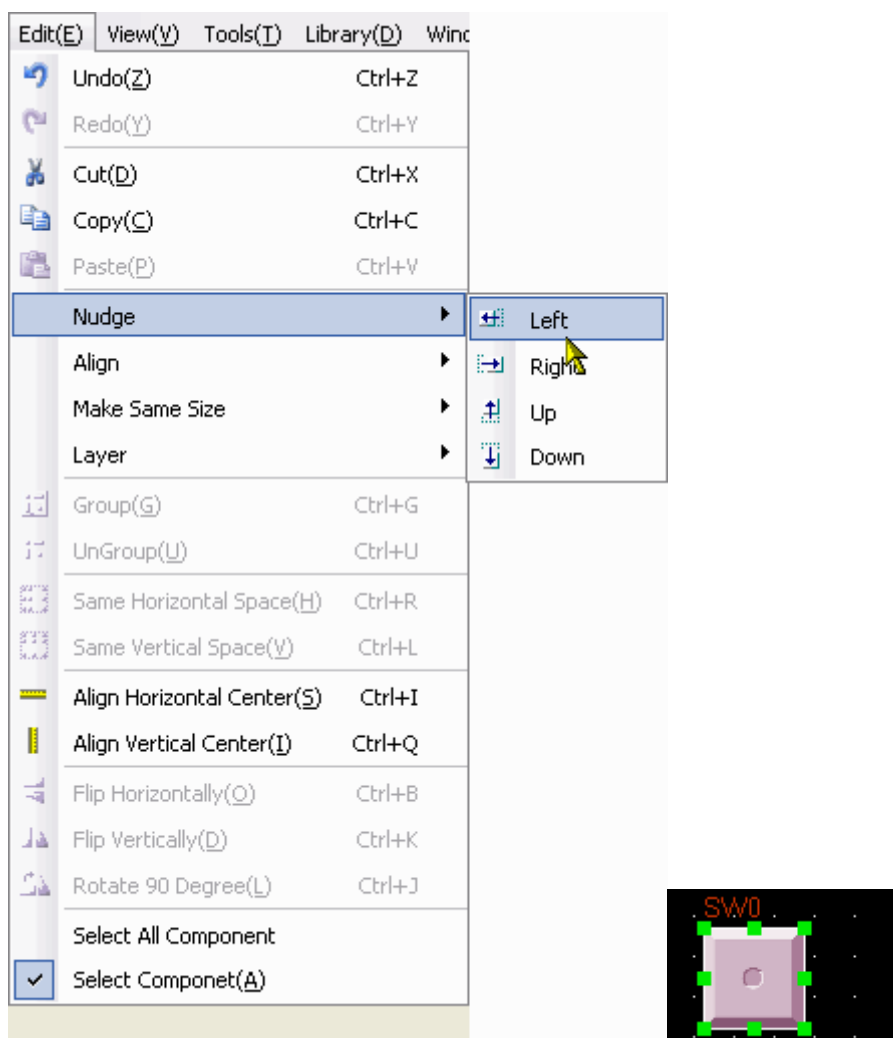 Edit(E) View(V) Tools(T) Library(D) Wind
Undo(Z) Ctrl+Z
Redo(Y) Ctrl+Y
Cut(D) Ctrl+X
Copy(C) Ctrl+C
Paste(P) Ctrl+V
Nudge
Left
Align
Right
Make Same Size
Up
Layer
Down
Group(G) Ctrl+G
UnGroup(U) Ctrl+U
Same Horizontal Space(H) Ctrl+R
Same Vertical Space(V) Ctrl+L
Align Horizontal Center(S) Ctrl+I
Align Vertical Center(I) Ctrl+Q
Flip Horizontally(O) Ctrl+B
Flip Vertically(D) Ctrl+K
Rotate 90 Degree(L) Ctrl+J
SW0
Select All Component
Select Componet(A)